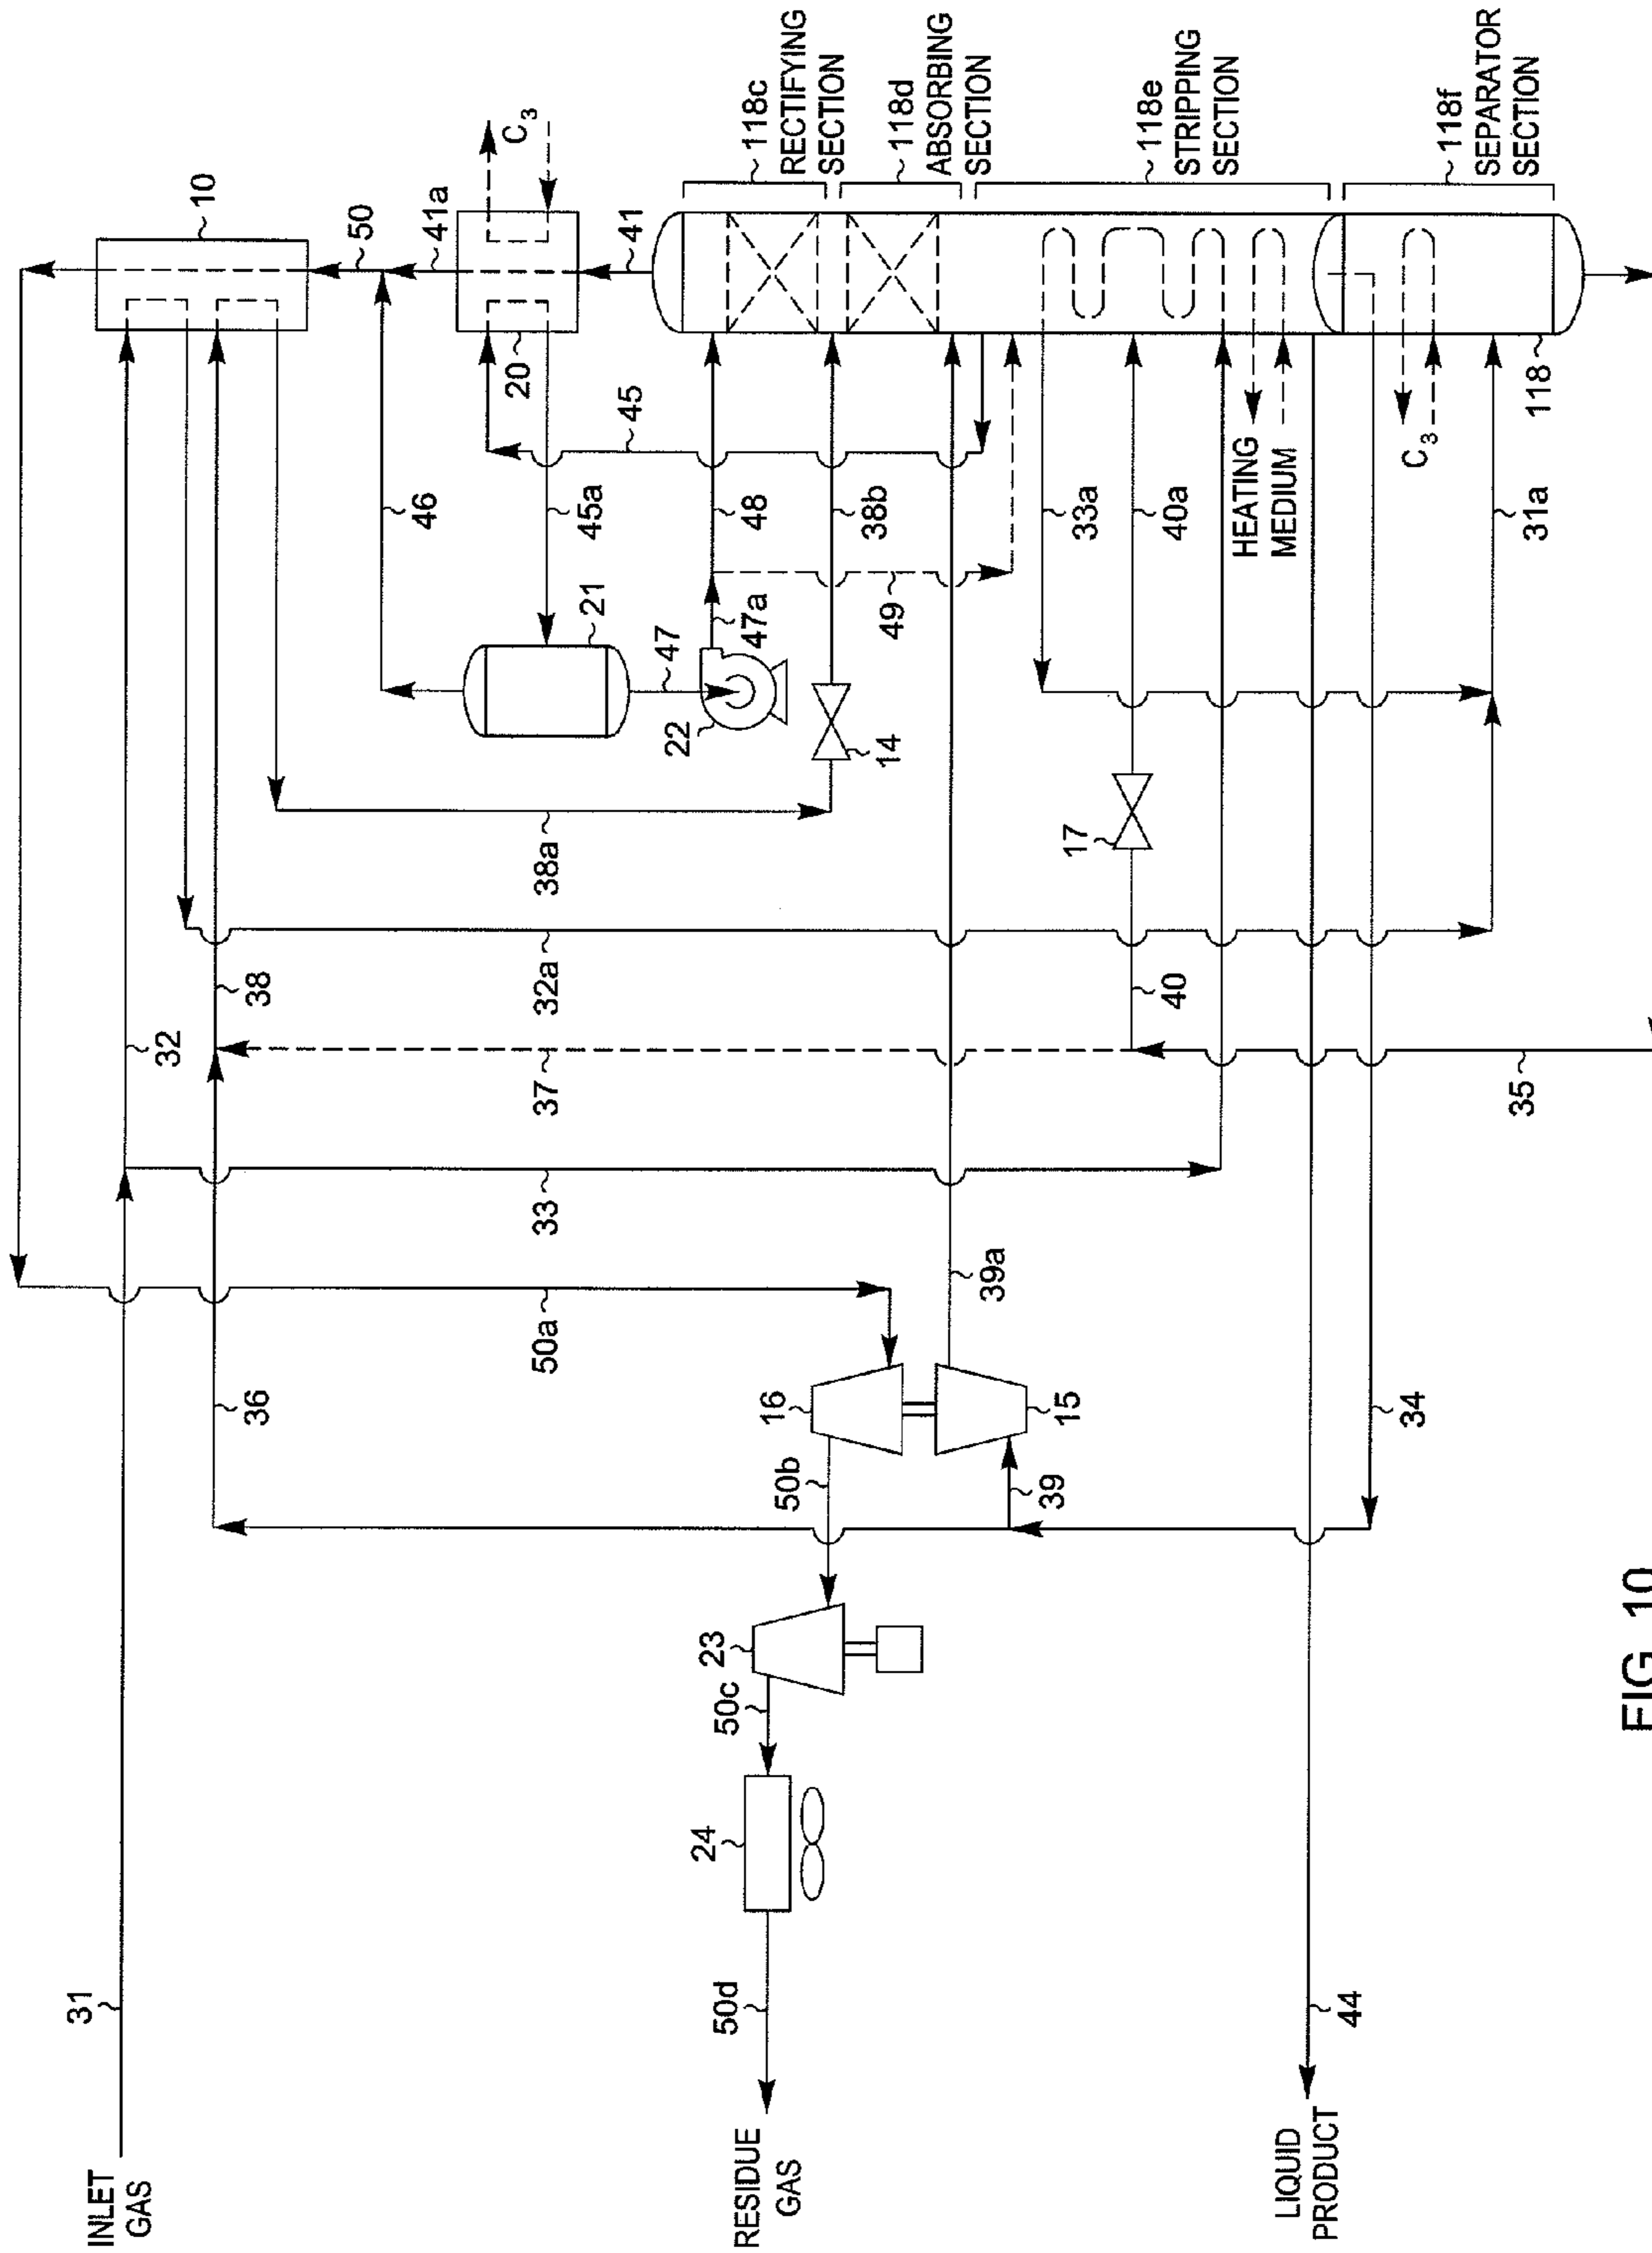 INLET
GAS
31
32
33
10
50
41a
C3
20
41
45
46
45a
21
47
22
47a
48
49
38b
14
38a
38
32a
37
36
50a
39a
16
15
50b
39
23
50c
24
50d
RESIDUE
GAS
118c
RECTIFYING
SECTION
118d
ABSORBING
SECTION
118e
STRIPPING
SECTION
118f
SEPARATOR
SECTION
33a
40a
17
40
HEATING
MEDIUM
C3
118
31a
35
34
44
LIQUID
PRODUCT
FIG. 10